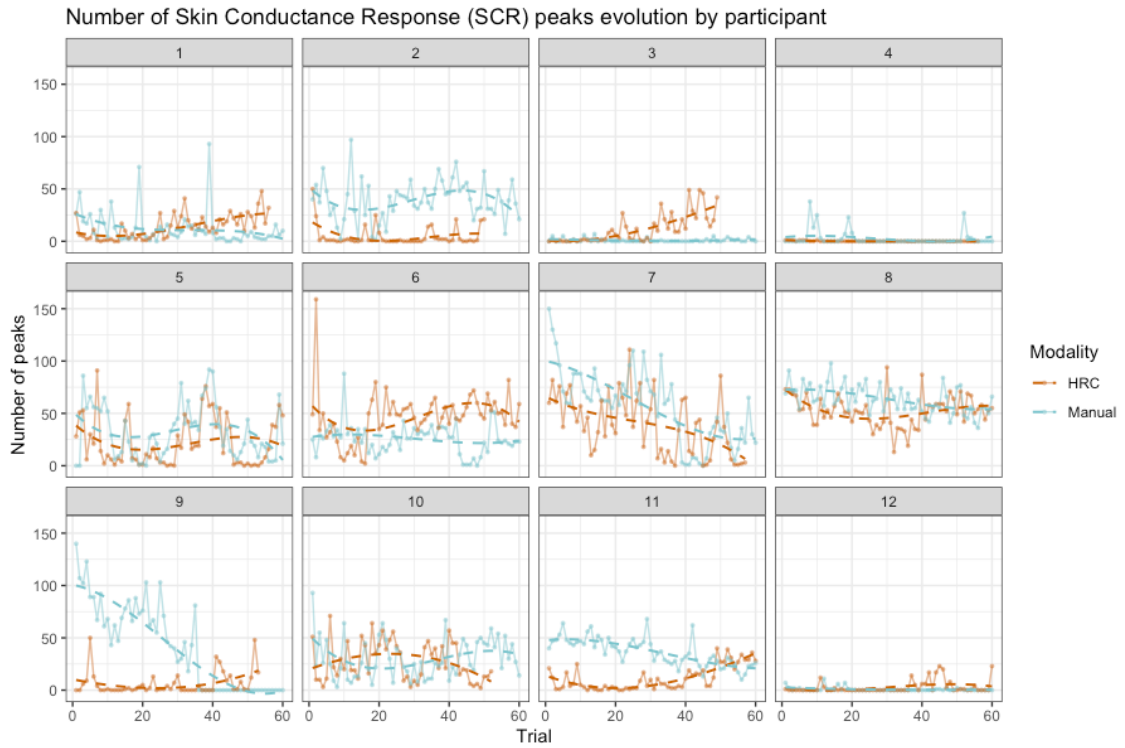 Number of Skin Conductance Response (SCR) peaks evolution by participant
1 2 3 4
150
100
50
0
5 6 7 8
150
100
50
0
9 10 11 12
150
100
50
0
0 20 40 60 0 20 40 60 0 20 40 60 0 20 40 60
Trial
Number of peaks
Modality
HRC
Manual